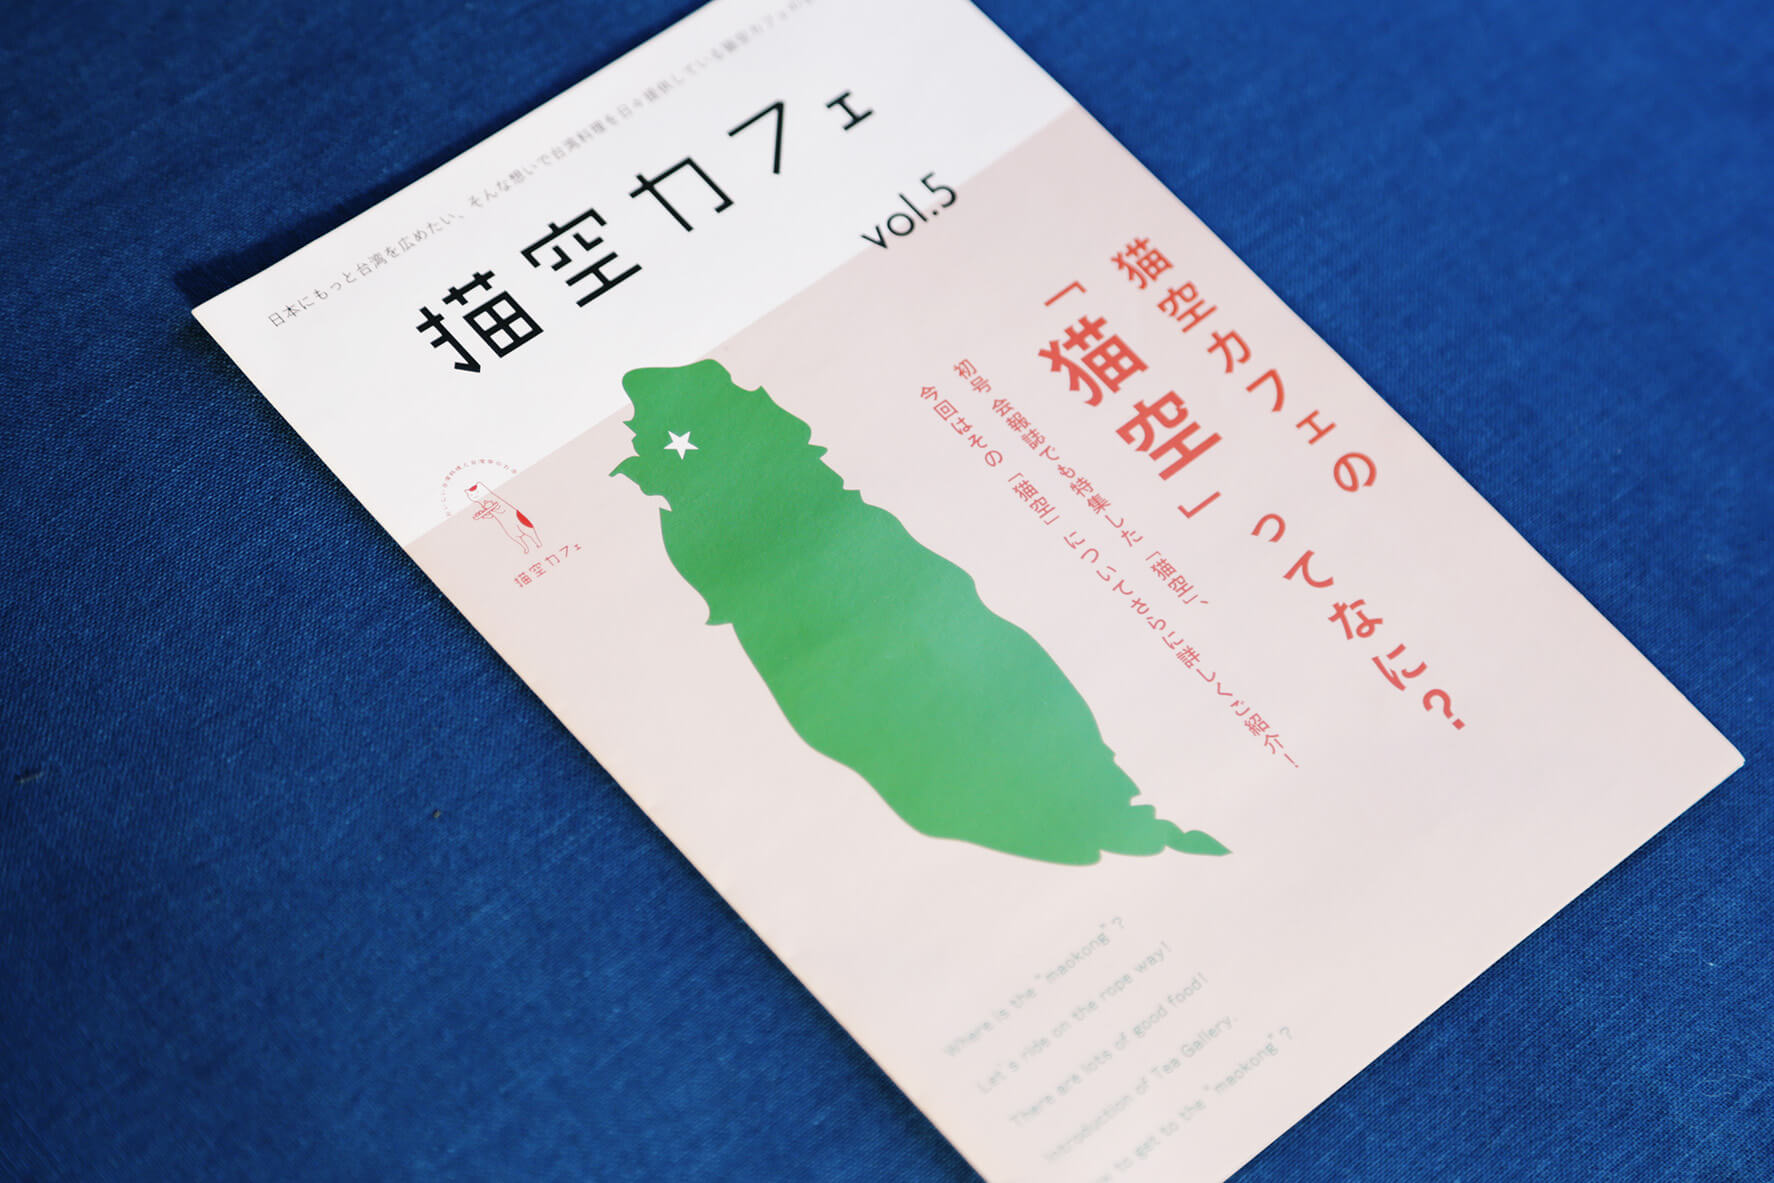 日本にもっと台湾を広めたい、そんな想いで台湾料理を日々提供している猫空カフェの
猫空カフェ
vol.5
猫空カフェの
「猫空」ってなに？
初号会報誌でも特集した「猫空」、
今回はその「猫空」についてさらに詳しくご紹介！
猫空カフェ
Where is the "maokong"?
Let's ride on the rope way!
There are lots of good food!
Introduction of Tea Gallery.
to get to the "maokong"?